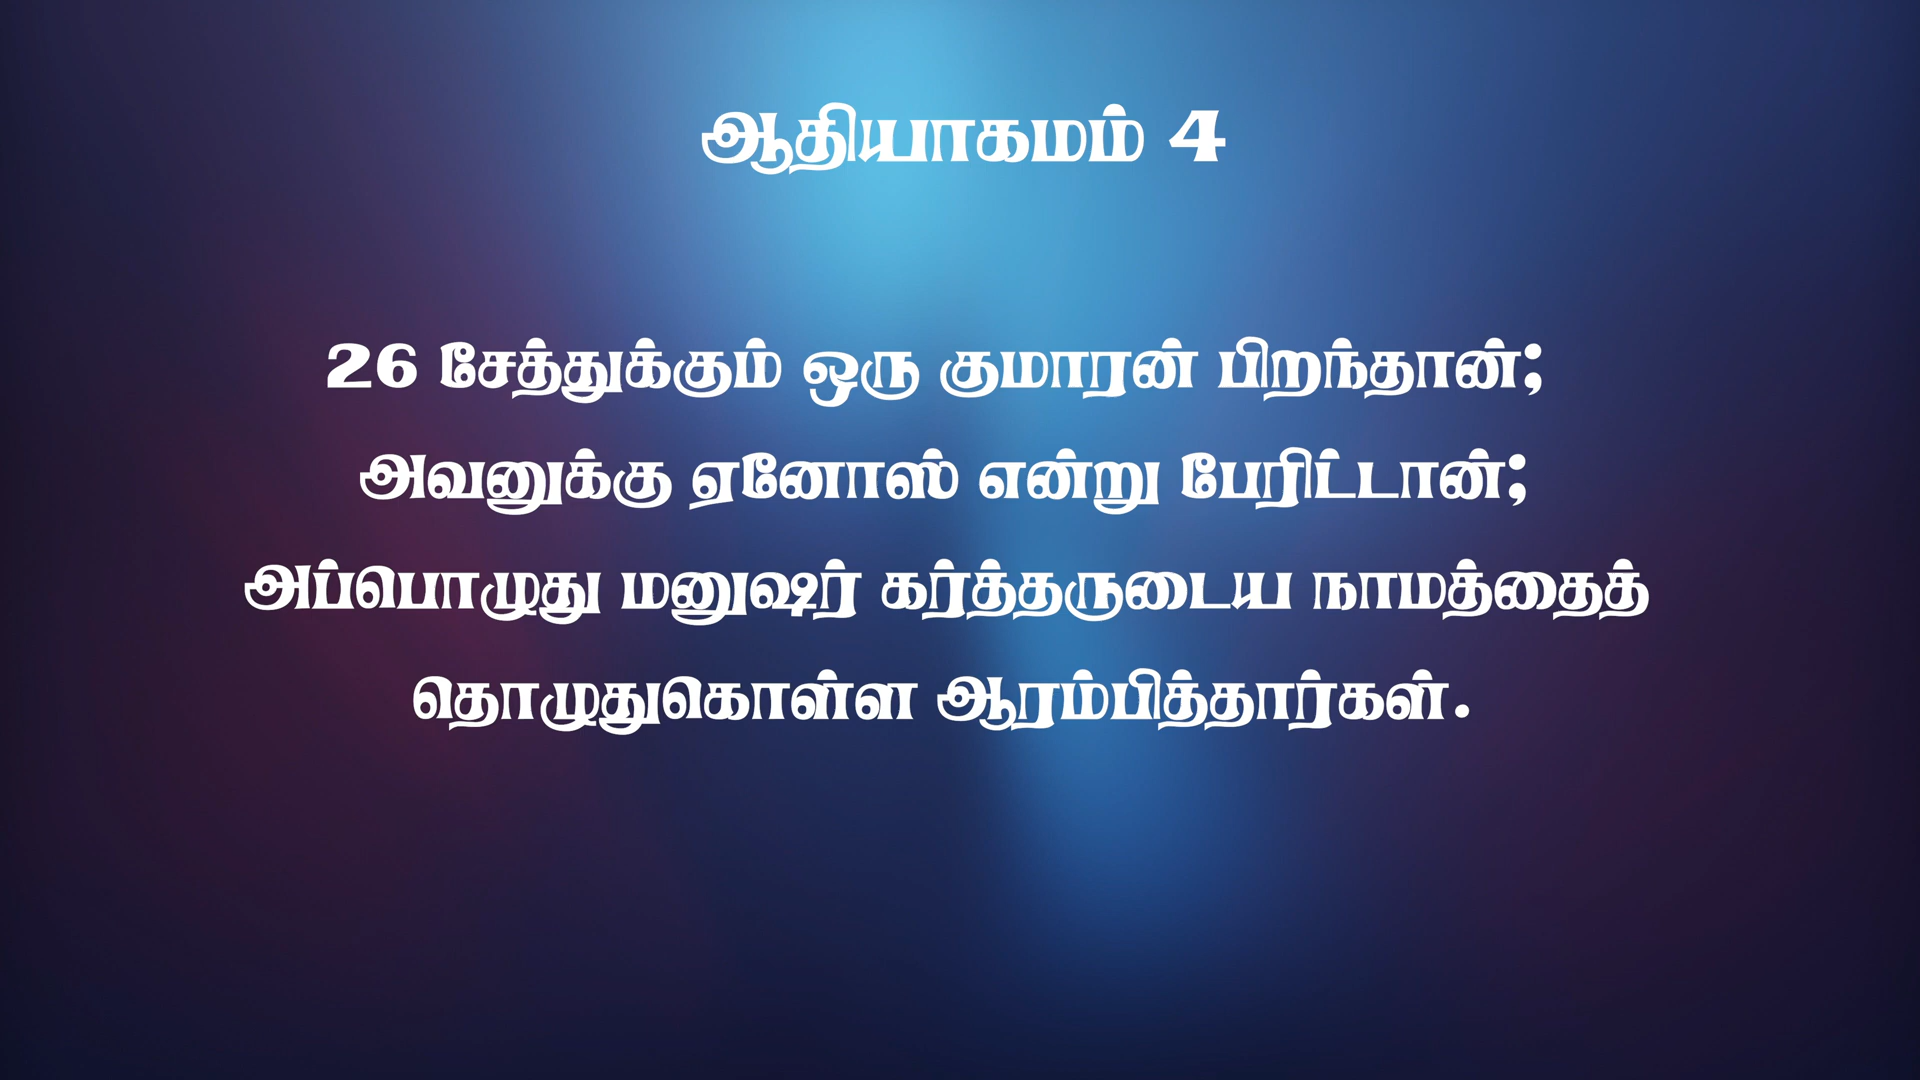 ஆதியாகமம் 4
26 சேத்துக்கும் ஒரு குமாரன் பிறந்தான்;
அவனுக்கு ஏனோஸ் என்று பேரிட்டான்;
அப்பொழுது மனுஷர் கர்த்தருடைய நாமத்தைத்
தொழுதுகொள்ள ஆரம்பித்தார்கள்.